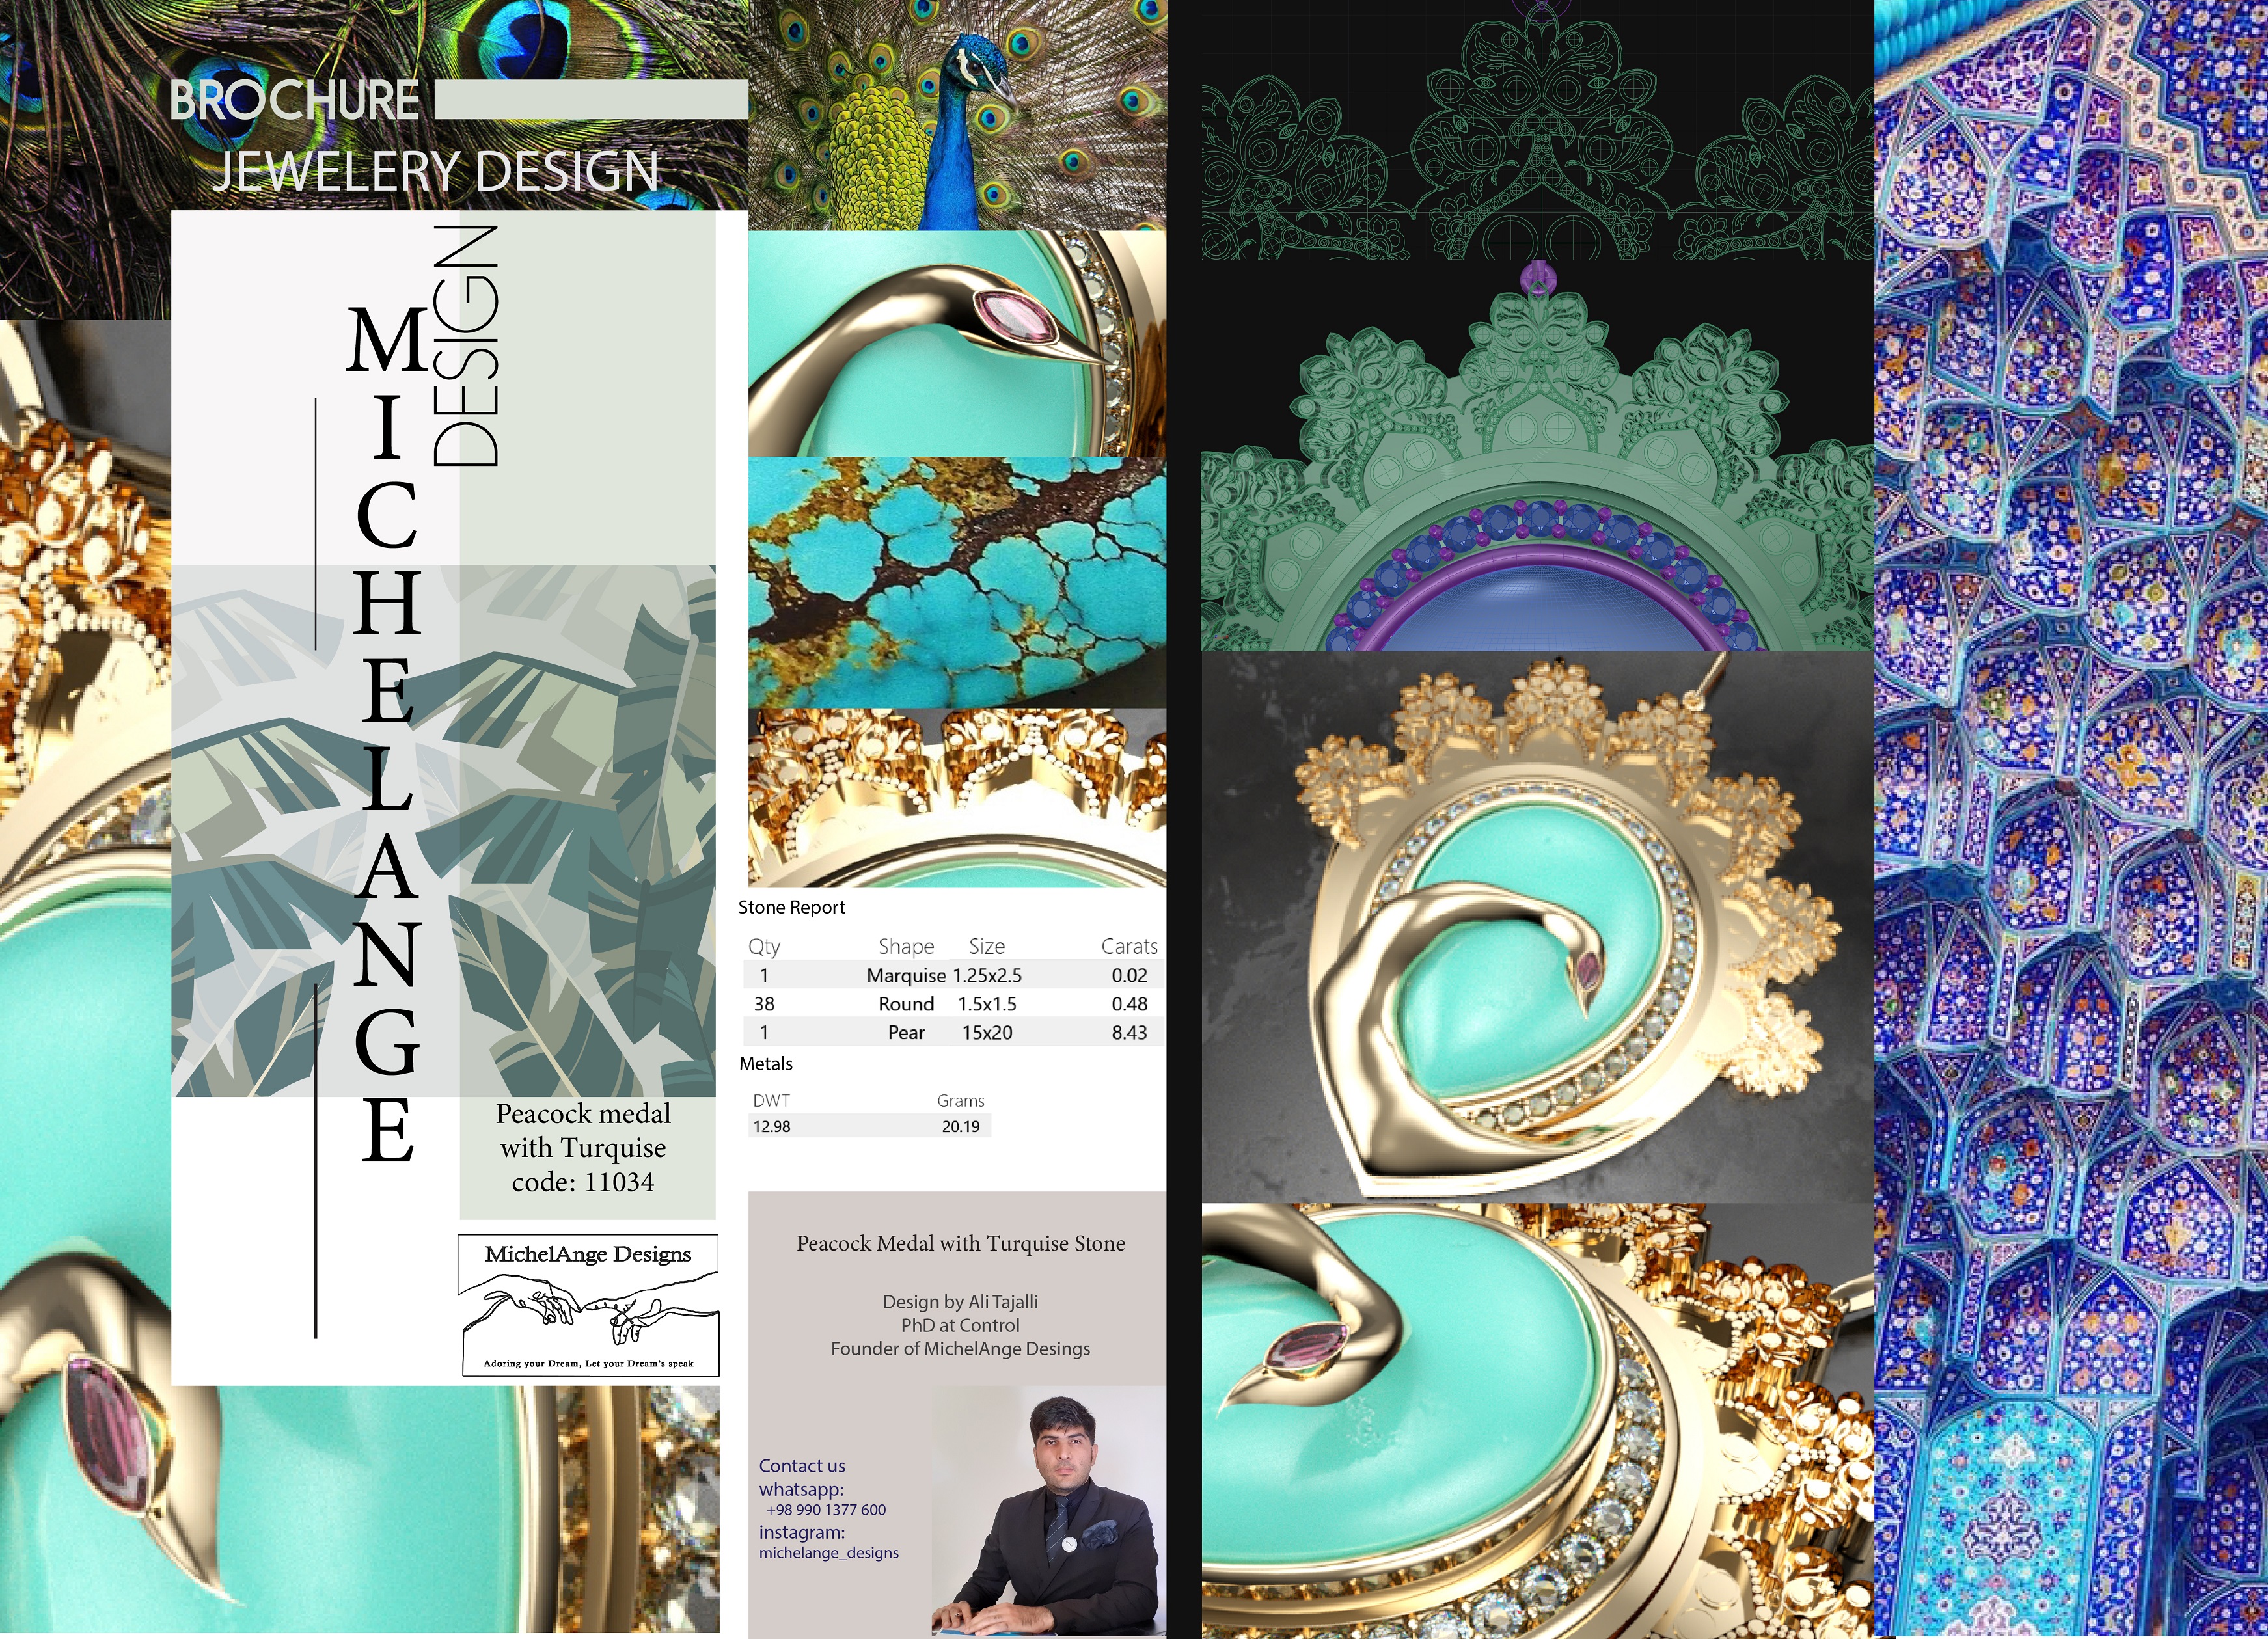 BROCHURE
JEWELERY DESIGN
DESIGN
MICHELANGE
Peacock medal
with Turquise
code: 11034
MichelAnge Designs
Adoring your Dream, Let your Dream's speak
Stone Report
Qty Shape Size Carats
1 Marquise 1.25x2.5 0.02
38 Round 1.5x1.5 0.48
1 Pear 15x20 8.43
Metals
DWT Grams
12.98 20.19
Peacock Medal with Turquise Stone
Design by Ali Tajalli
PhD at Control
Founder of MichelAnge Desings
Contact us
whatsapp:
+98 990 1377 600
instagram:
michelange_designs